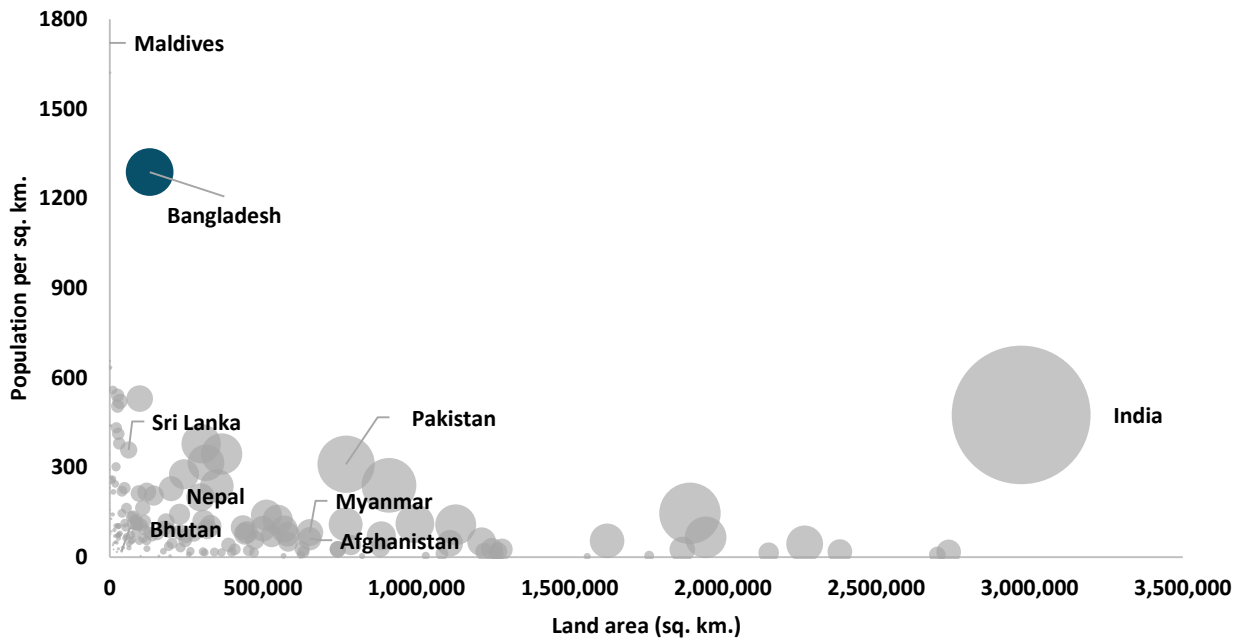 1800
Maldives
1500
1200
Bangladesh
900
600
Sri Lanka
Pakistan
India
300
Nepal
Myanmar
Bhutan
Afghanistan
0
0
500,000
1,000,000
1,500,000
2,000,000
2,500,000
3,000,000
3,500,000
Land area (sq. km.)
Population per sq. km.